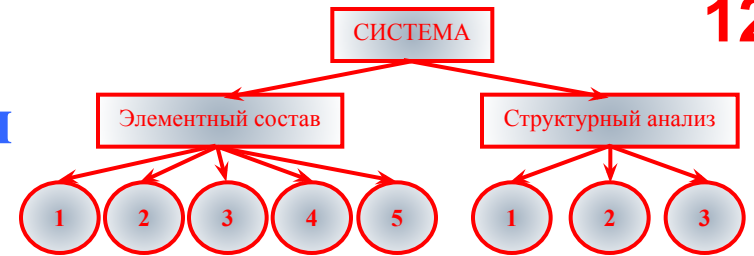 12
СИСТЕМА
Элементный состав
Структурный анализ
1 2 3 4 5 1 2 3